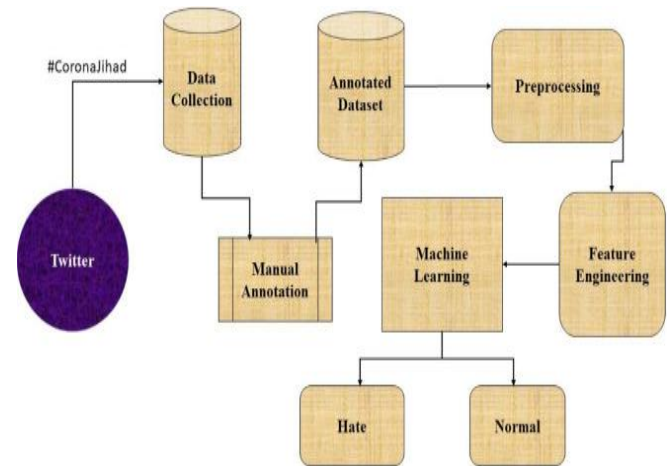 #CoronaJihad
Data
Collection
Annotated
Dataset
Preprocessing
Twitter
Manual
Annotation
Machine
Learning
Feature
Engineering
Hate
Normal